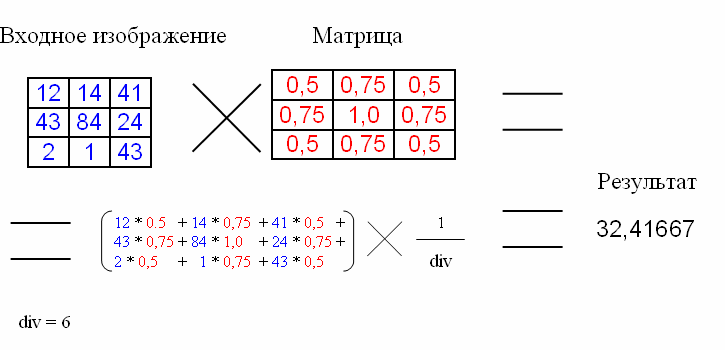 Входное изображение Матрица
12 14 41 0,5 0,75 0,5
43 84 24 0,75 1,0 0,75
2 1 43 0,5 0,75 0,5
Результат
32,41667
12 * 0.5 + 14 * 0,75 + 41 * 0,5 +
43 * 0,75 + 84 * 1,0 + 24 * 0,75 +
2 * 0,5 + 1 * 0,75 + 43 * 0,5
1
div
div = 6